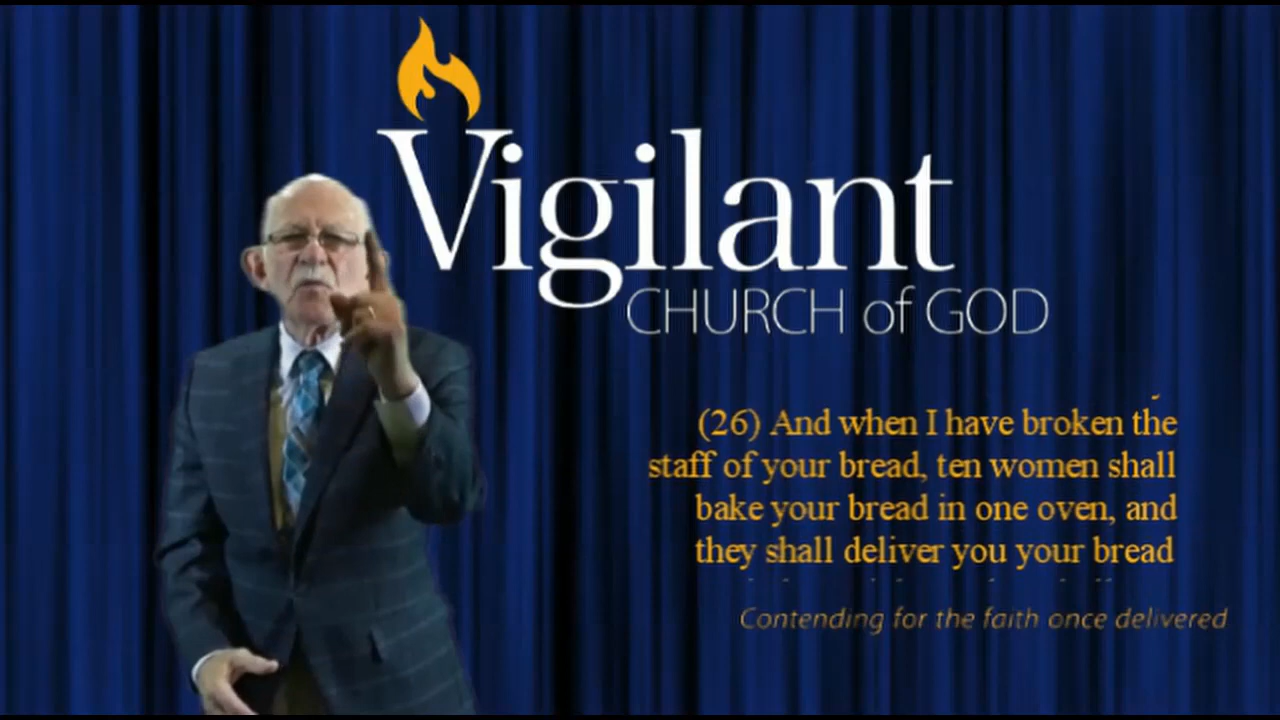 Vigilant
CHURCH of GOD
(26) And when I have broken the
staff of your bread, ten women shall
bake your bread in one oven, and
they shall deliver you your bread
Contending for the faith once delivered